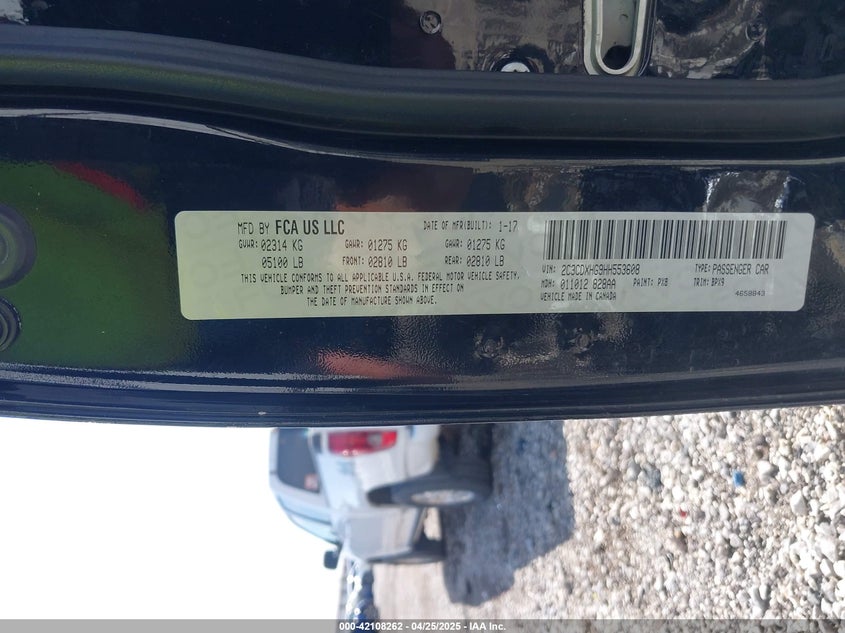 MFD BY FCA US LLC DATE OF MFR(BUILT): 1-17
GVWR: 02314 KG GAWR: 01275 KG GAWR: 01275 KG
05100 LB FRONT: 02810 LB REAR: 02810 LB
THIS VEHICLE CONFORMS TO ALL APPLICABLE U.S.A. FEDERAL MOTOR VEHICLE SAFETY,
BUMPER AND THEFT PREVENTION STANDARDS IN EFFECT ON
THE DATE OF MANUFACTURE SHOWN ABOVE.
VIN: 2C3CDXHG9HH553608 TYPE: PASSENGER CAR
MDH: 011012 828AA PAINT: PX8 TRIM: BPX9
VEHICLE MADE IN CANADA 4658843
000-42108262 - 04/25/2025 - IAA Inc.